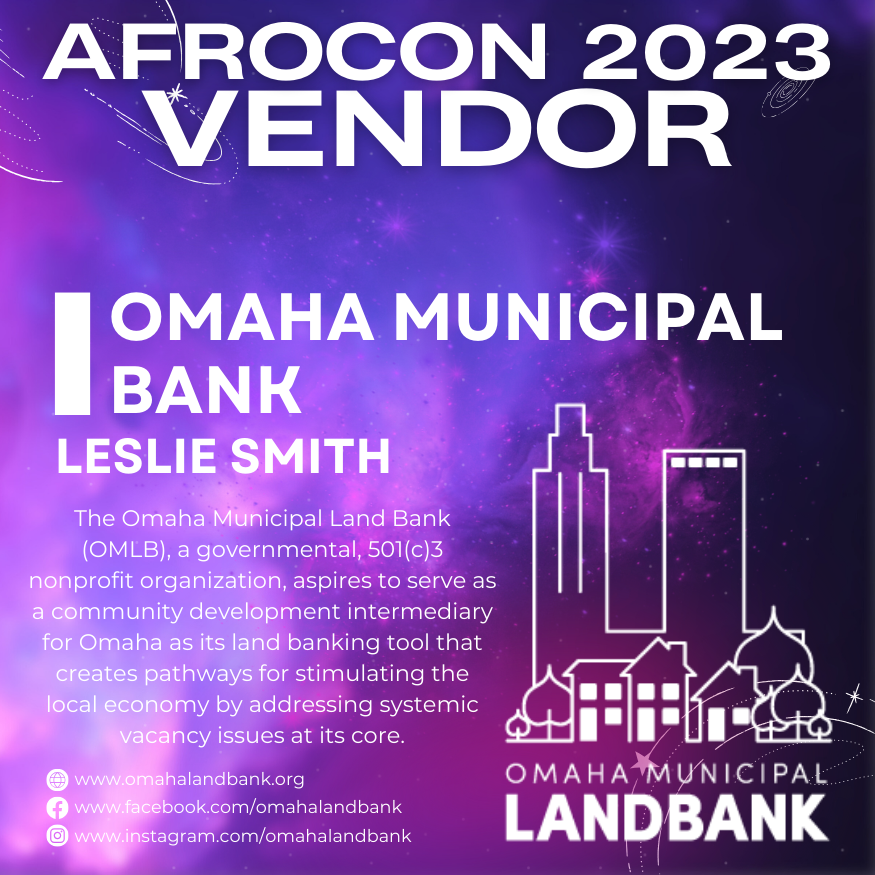 AFROCON 2023
VENDOR
OMAHA MUNICIPAL
BANK
LESLIE SMITH
The Omaha Municipal Land Bank
(OMLB), a governmental, 501(c)3
nonprofit organization, aspires to serve as
a community development intermediary
for Omaha as its land banking tool that
creates pathways for stimulating the
local economy by addressing systemic
vacancy issues at its core.
www.omahalandbank.org
www.facebook.com/omahalandbank
www.instagram.com/omahalandbank
OMAHA MUNICIPAL
LANDBANK